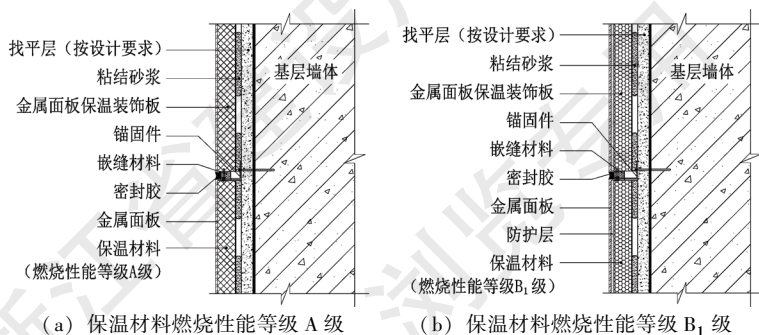 找平层（按设计要求）
粘结砂浆
金属面板保温装饰板
锚固件
嵌缝材料
密封胶
金属面板
保温材料
(燃烧性能等级A级)
基层墙体
(a) 保温材料燃烧性能等级 A 级
找平层（按设计要求）
粘结砂浆
金属面板保温装饰板
锚固件
嵌缝材料
密封胶
金属面板
防护层
保温材料
(燃烧性能等级B₁级)
基层墙体
(b) 保温材料燃烧性能等级 B₁ 级